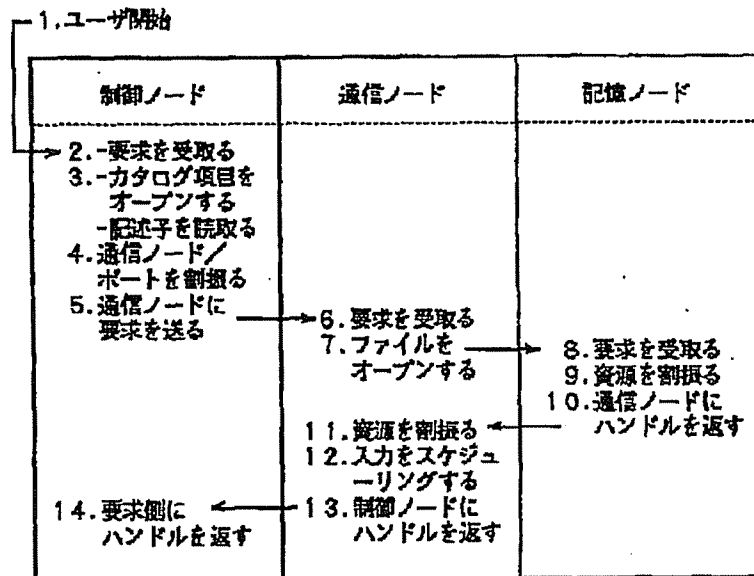 1.ユーザ開始
制御ノード
通信ノード
記憶ノード
2.-要求を受取る
3.-カタログ項目を
オープンする
-記述子を読取る
4.通信ノード/
ポートを割振る
5.通信ノードに
要求を送る
6.要求を受取る
7.ファイルを
オープンする
8.要求を受取る
9.資源を割振る
10.通信ノードに
ハンドルを返す
11.資源を割振る
12.入力をスケジュ
ーリングする
13.制御ノードに
ハンドルを返す
14.要求側に
ハンドルを返す